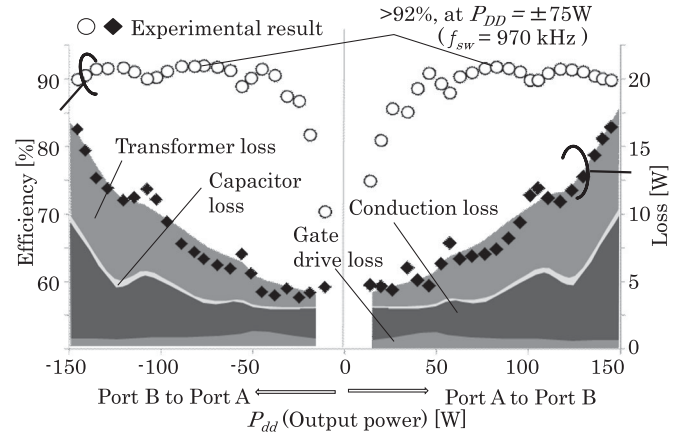 Experimental result
>92%, at P_DD = ±75W
(f_sw = 970 kHz)
90
80
70
60
Efficiency [%]
Transformer loss
Capacitor
loss
Gate
drive loss
Conduction loss
20
15
10
5
0
Losss [W]
-150
-100
-50
0
50
100
150
Port B to Port A
Port A to Port B
P_dd (Output power) [W]